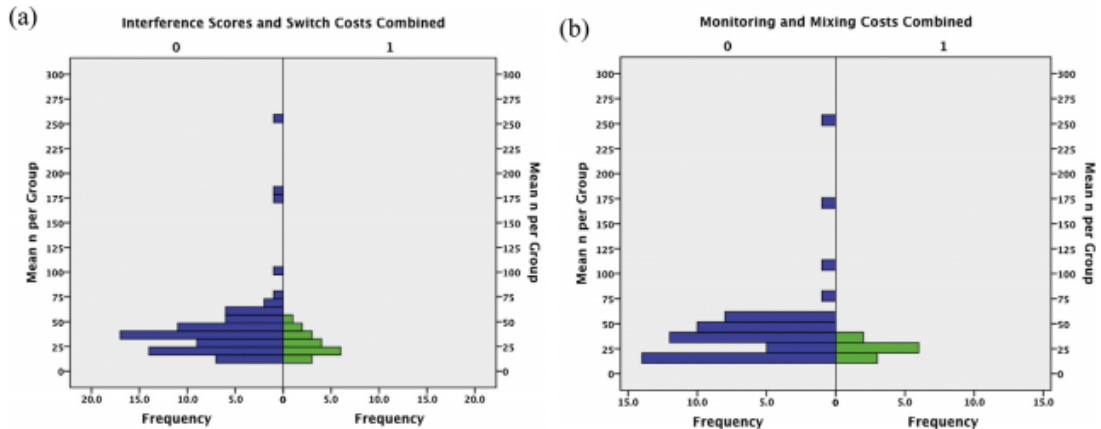 (a)
Interference Scores and Switch Costs Combined
0 1
Mean n per Group
300 300
275 275
250 250
225 225
200 200
175 175
150 150
125 125
100 100
75 75
50 50
25 25
0 0
Mean n per Group
20.0 15.0 10.0 5.0 0 5.0 10.0 15.0 20.0
Frequency Frequency
(b)
Monitoring and Mixing Costs Combined
0 1
Mean n per Group
300 300
275 275
250 250
225 225
200 200
175 175
150 150
125 125
100 100
75 75
50 50
25 25
0 0
Mean n per Group
15.0 10.0 5.0 0 5.0 10.0 15.0
Frequency Frequency